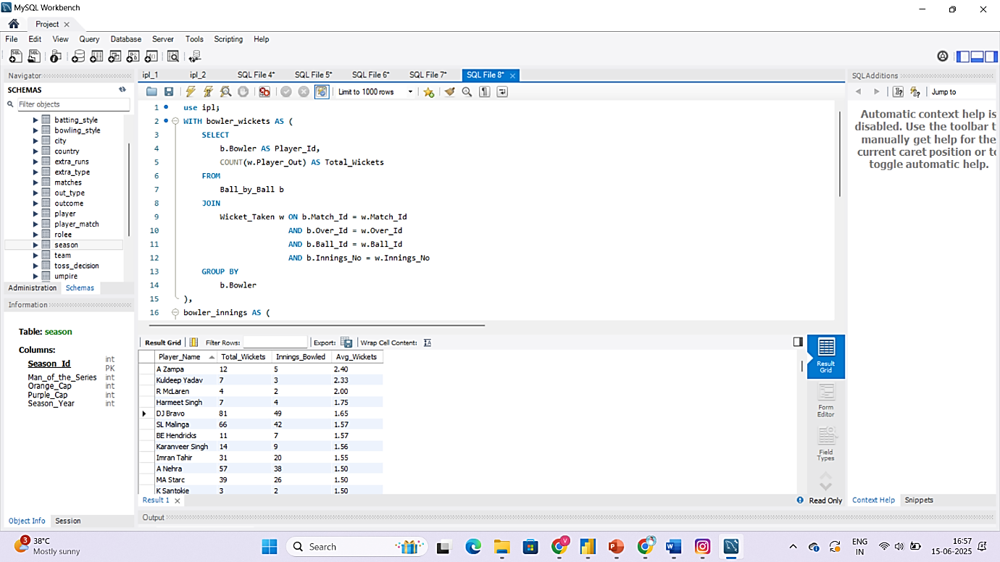 MySQL Workbench
Project
File Edit View Query Database Server Tools Scripting Help
Navigator
SCHEMAS
Filter objects
batting_style
bowling_style
city
country
extra_runs
extra_type
matches
out_type
outcome
player
player_match
rolee
season
team
toss_decision
umpire
Administration Schemas
Information
Table: season
Columns:
Season_Id int PK
Man_of_the_Series int
Orange_Cap int
Purple_Cap int
Season_Year int
Object Info Session
ipl_1 ipl_2 SQL File 4* SQL File 5* SQL File 6* SQL File 7* SQL File 8*
Limit to 1000 rows
1 use ipl;
2 WITH bowler_wickets AS (
3 SELECT
4 b.Bowler AS Player_Id,
5 COUNT(w.Player_Out) AS Total_Wickets
6 FROM
7 Ball_by_Ball b
8 JOIN
9 Wicket_Taken w ON b.Match_Id = w.Match_Id
10 AND b.Over_Id = w.Over_Id
11 AND b.Ball_Id = w.Ball_Id
12 AND b.Innings_No = w.Innings_No
13 GROUP BY
14 b.Bowler
15 ),
16 bowler_innings AS (
Result Grid Filter Rows: Export: Wrap Cell Content:
Player_Name Total_Wickets Innings_Bowled Avg_Wickets
A Zampa 12 5 2.40
Kuldeep Yadav 7 3 2.33
R McLaren 4 2 2.00
Harmeet Singh 7 4 1.75
DJ Bravo 81 49 1.65
SL Malinga 66 42 1.57
BE Hendricks 11 7 1.57
Karanveer Singh 14 9 1.56
Imran Tahir 31 20 1.55
A Nehra 57 38 1.50
MA Starc 39 26 1.50
K Santokie 3 2 1.50
Result Grid
Form Editor
Field Types
Result 1
Read Only
Output
SQLAdditions
Jump to
Automatic context help is
disabled. Use the toolbar t
manually get help for the
current caret position or to
toggle automatic help.
Context Help Snippets
3
38°C
Mostly sunny
Search
ENG
IN
16:57
15-06-2025